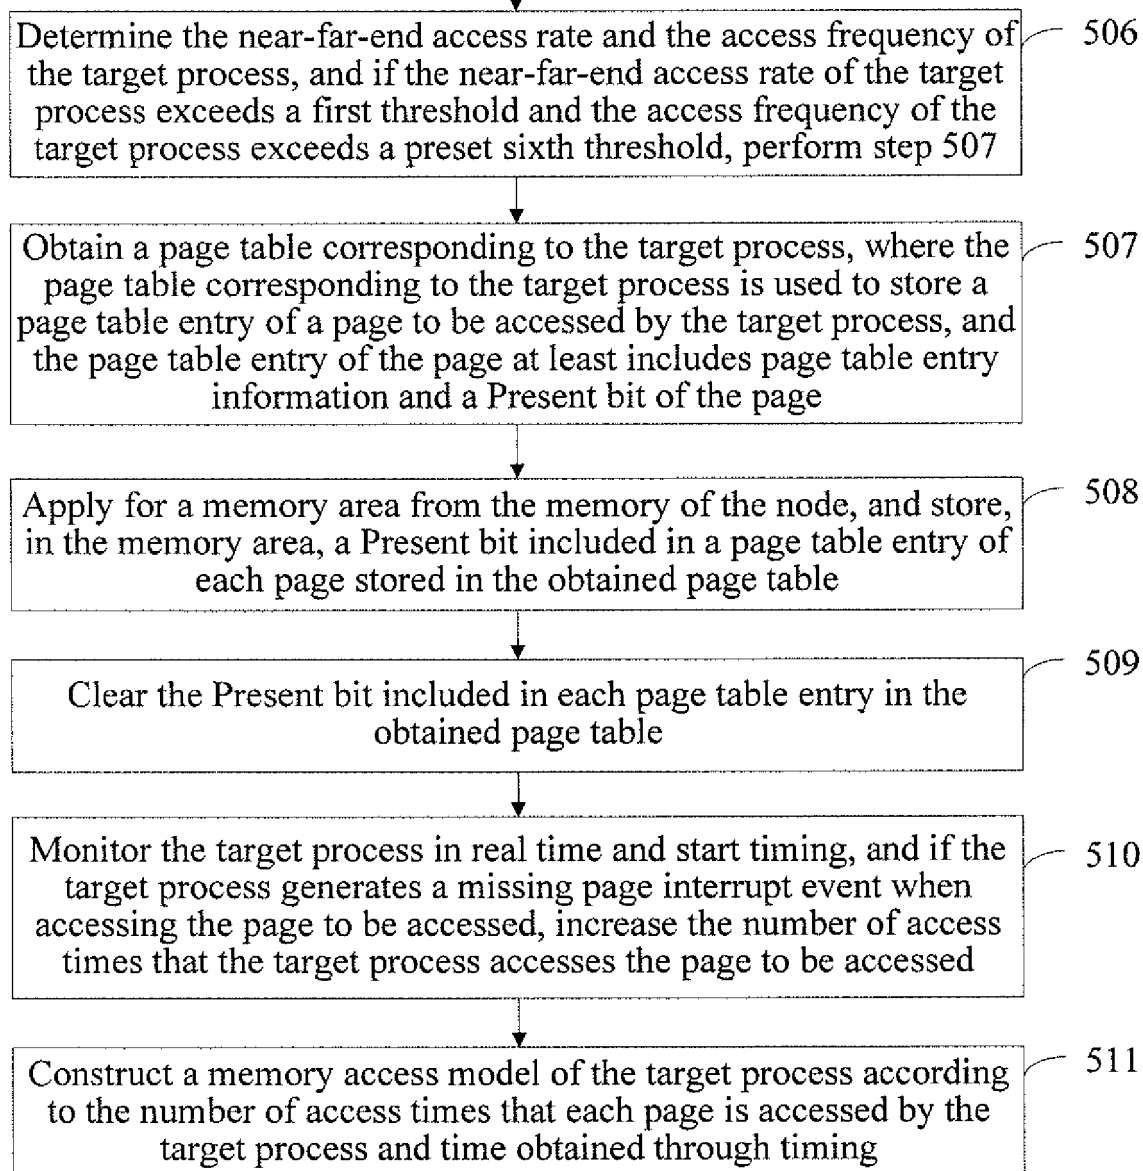 Determine the near-far-end access rate and the access frequency of
the target process, and if the near-far-end access rate of the target
process exceeds a first threshold and the access frequency of the
target process exceeds a preset sixth threshold, perform step 507
506
Obtain a page table corresponding to the target process, where the
page table corresponding to the target process is used to store a
page table entry of a page to be accessed by the target process, and
the page table entry of the page at least includes page table entry
information and a Present bit of the page
507
Apply for a memory area from the memory of the node, and store,
in the memory area, a Present bit included in a page table entry of
each page stored in the obtained page table
508
Clear the Present bit included in each page table entry in the
obtained page table
509
Monitor the target process in real time and start timing, and if the
target process generates a missing page interrupt event when
accessing the page to be accessed, increase the number of access
times that the target process accesses the page to be accessed
510
Construct a memory access model of the target process according
to the number of access times that each page is accessed by the
target process and time obtained through timing
511